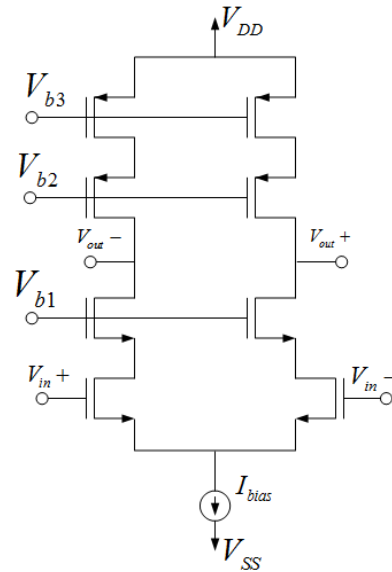 V_DD
V_b3
V_b2
V_out − V_out +
V_b1
V_in + V_in −
I_bias
V_SS